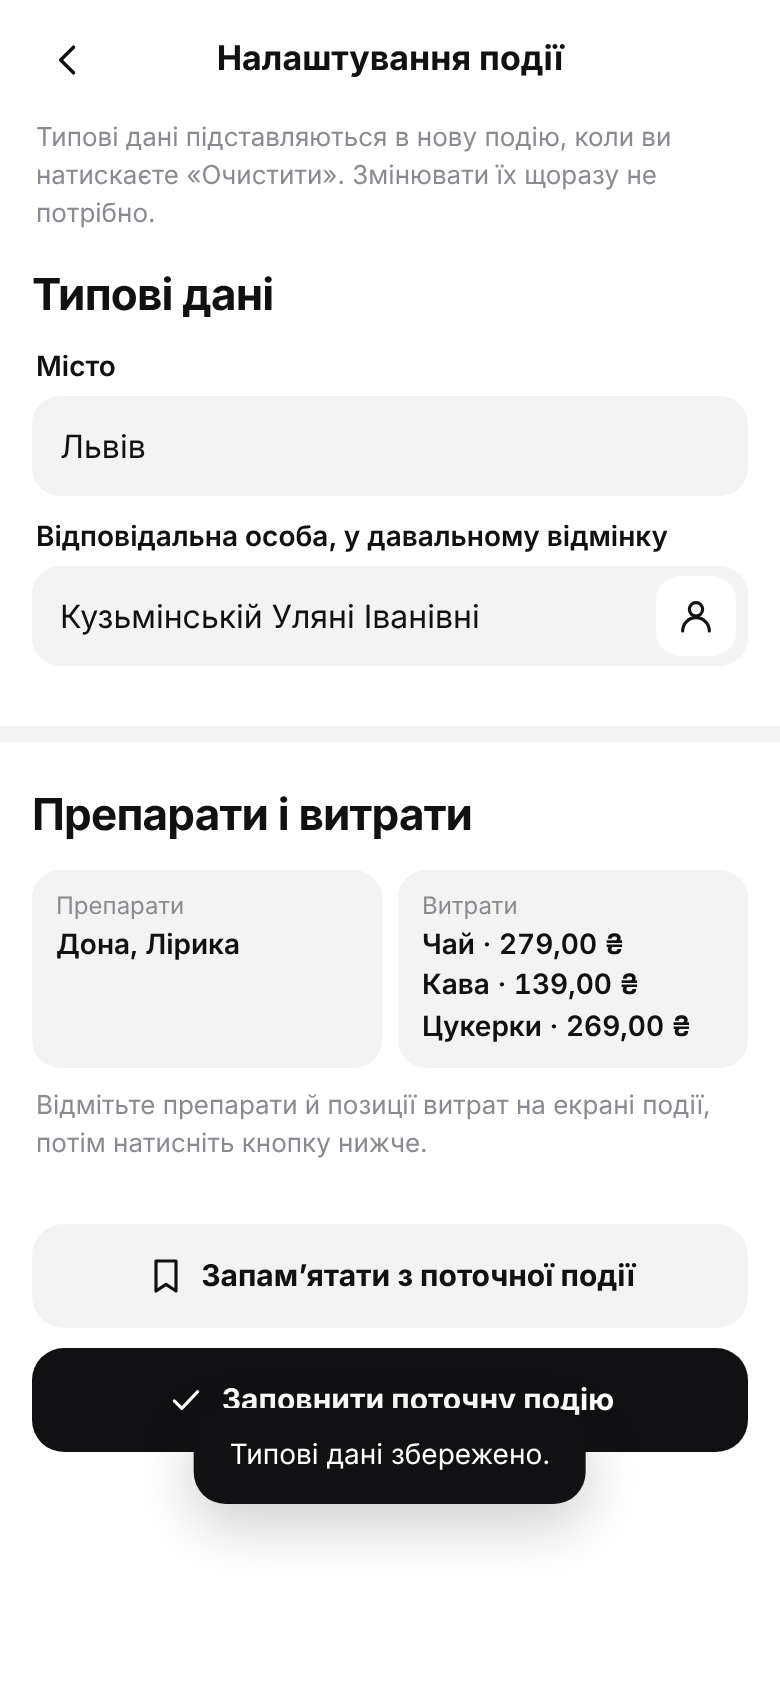 Налаштування події
Типові дані підставляються в нову подію, коли ви
натискаєте «Очистити». Змінювати їх щоразу не
потрібно.
Типові дані
Місто
Львів
Відповідальна особа, у давальному відмінку
Кузьмінській Уляні Іванівні
Препарати і витрати
Препарати
Дона, Лірика
Витрати
Чай · 279,00 ₴
Кава · 139,00 ₴
Цукерки · 269,00 ₴
Відмітьте препарати й позиції витрат на екрані події,
потім натисніть кнопку нижче.
Запам’ятати з поточної події
Заповнити поточну подію
Типові дані збережено.